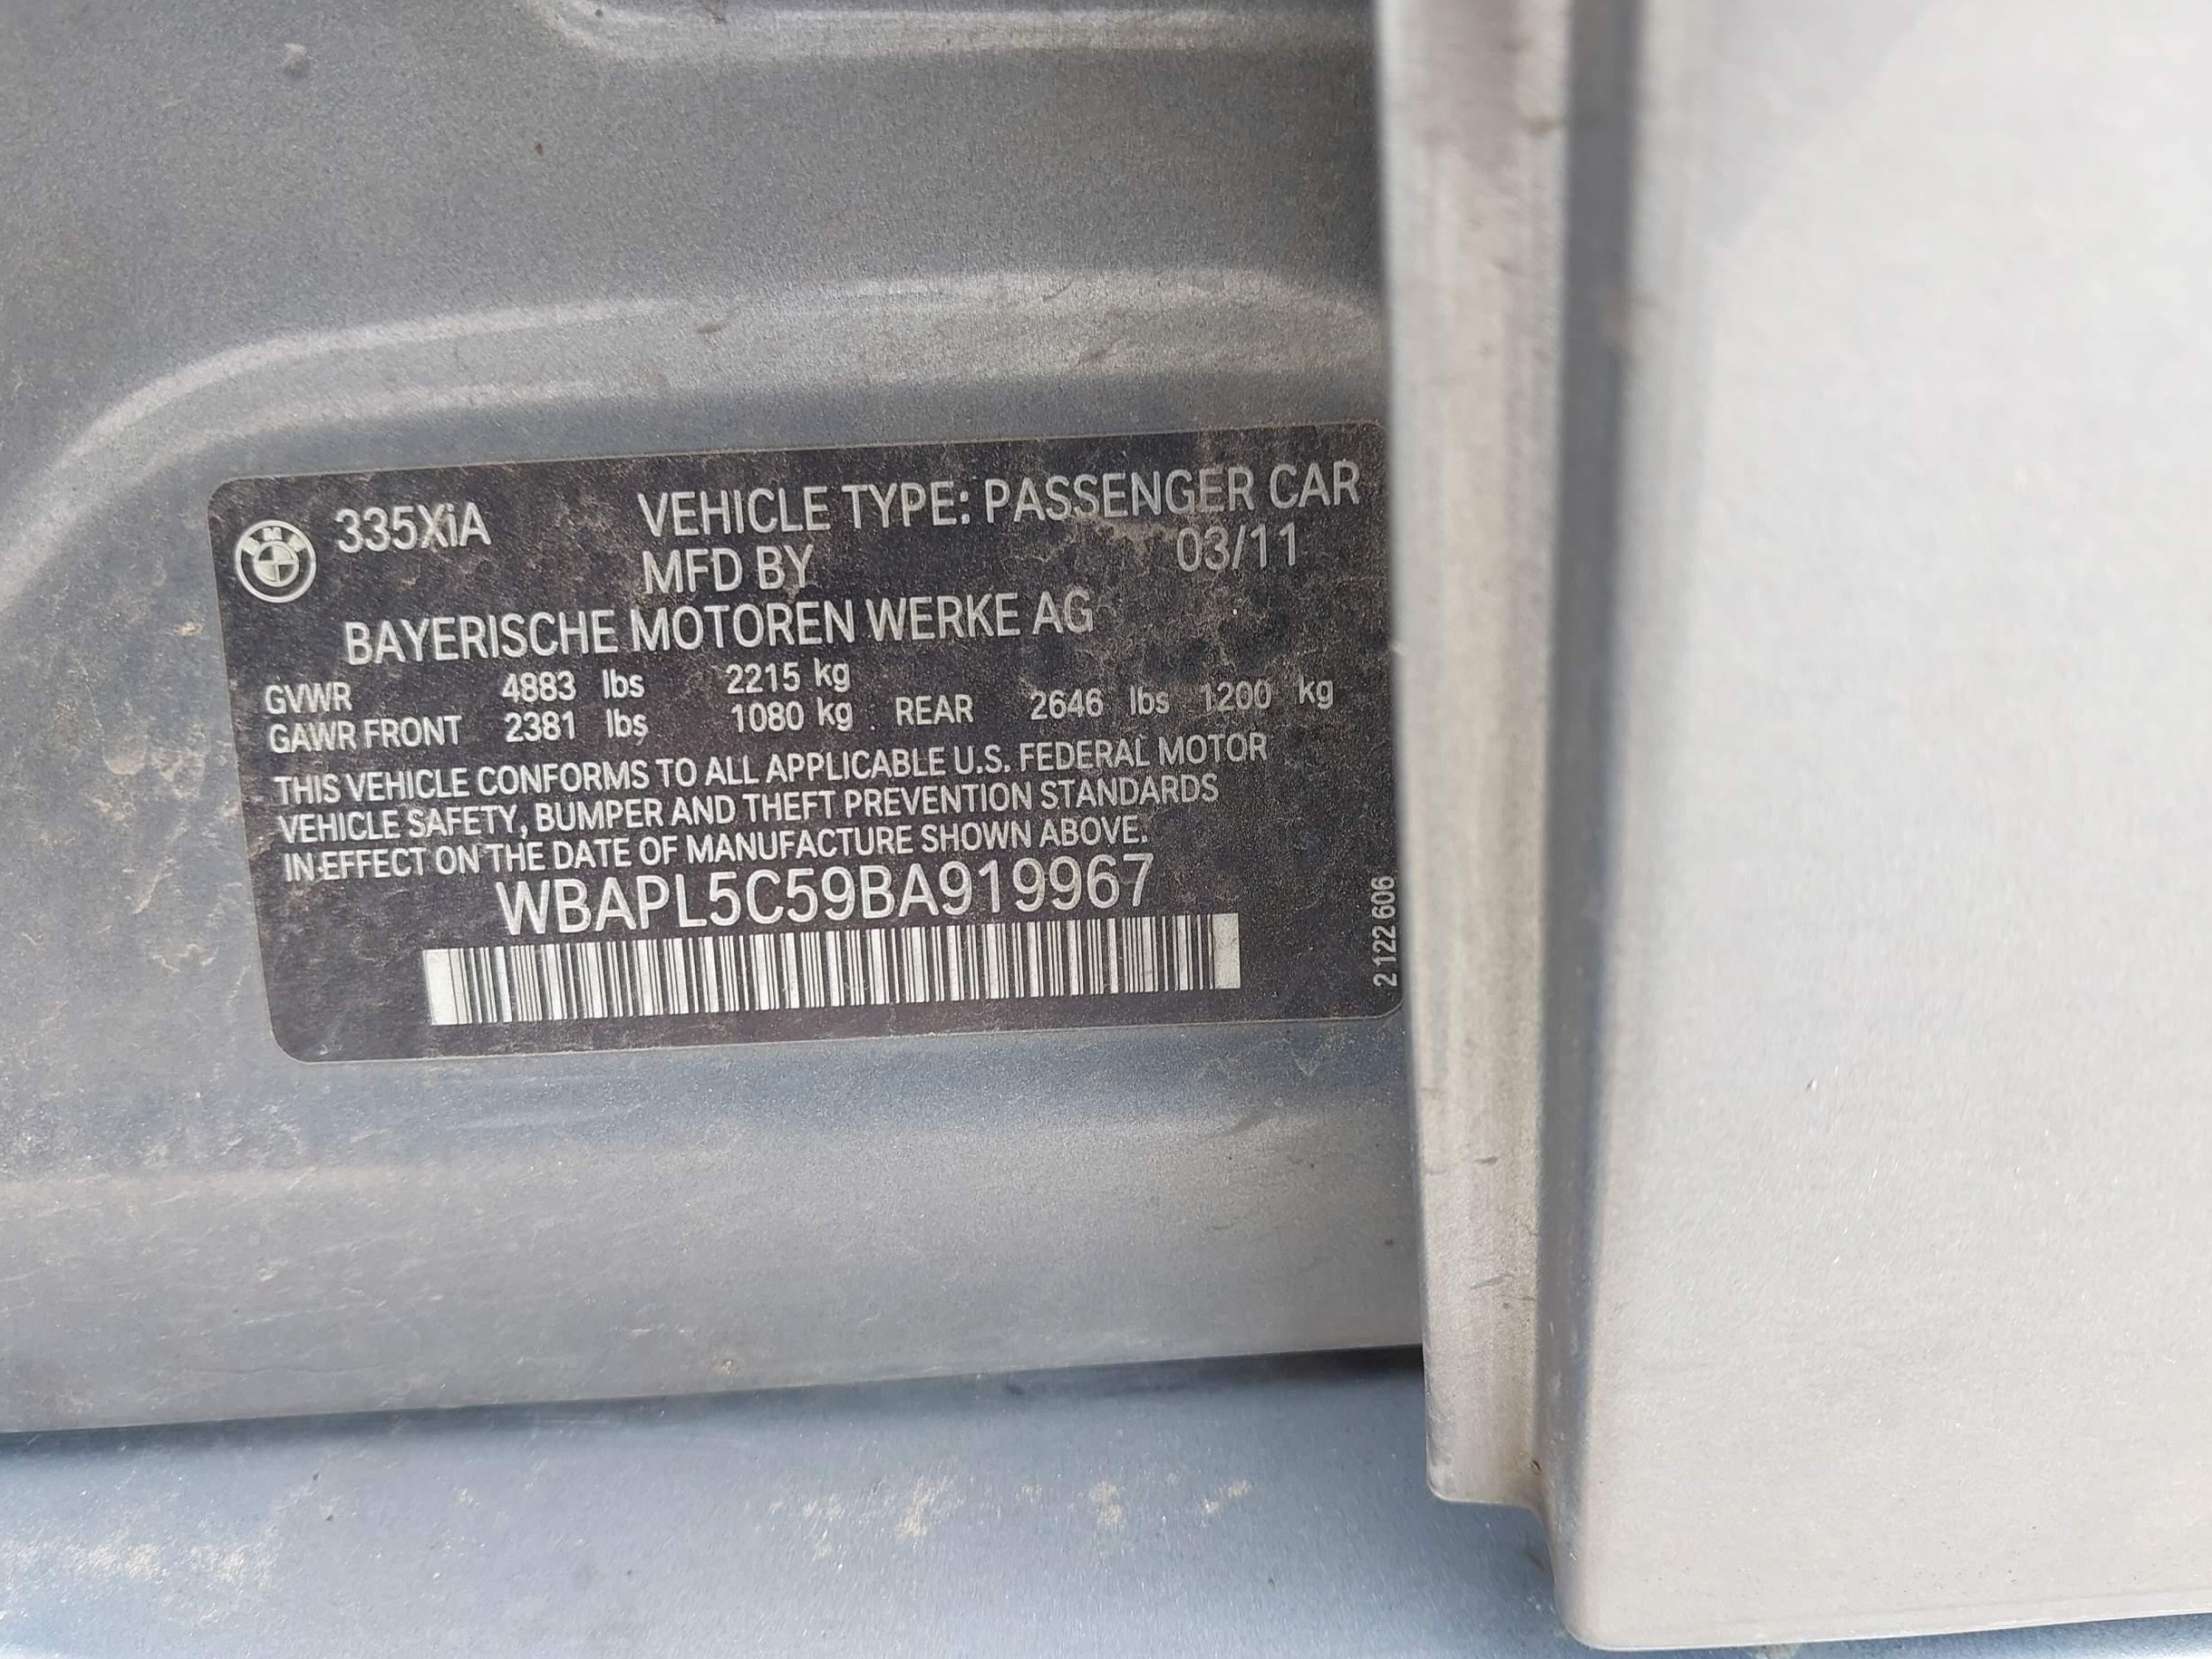 BMW
335XiA VEHICLE TYPE: PASSENGER CAR
MFD BY 03/11
BAYERISCHE MOTOREN WERKE AG
GVWR 4883 lbs 2215 kg
GAWR FRONT 2381 lbs 1080 kg REAR 2646 lbs 1200 kg
THIS VEHICLE CONFORMS TO ALL APPLICABLE U.S. FEDERAL MOTOR
VEHICLE SAFETY, BUMPER AND THEFT PREVENTION STANDARDS
IN EFFECT ON THE DATE OF MANUFACTURE SHOWN ABOVE.
WBAPL5C59BA919967
2 122 606